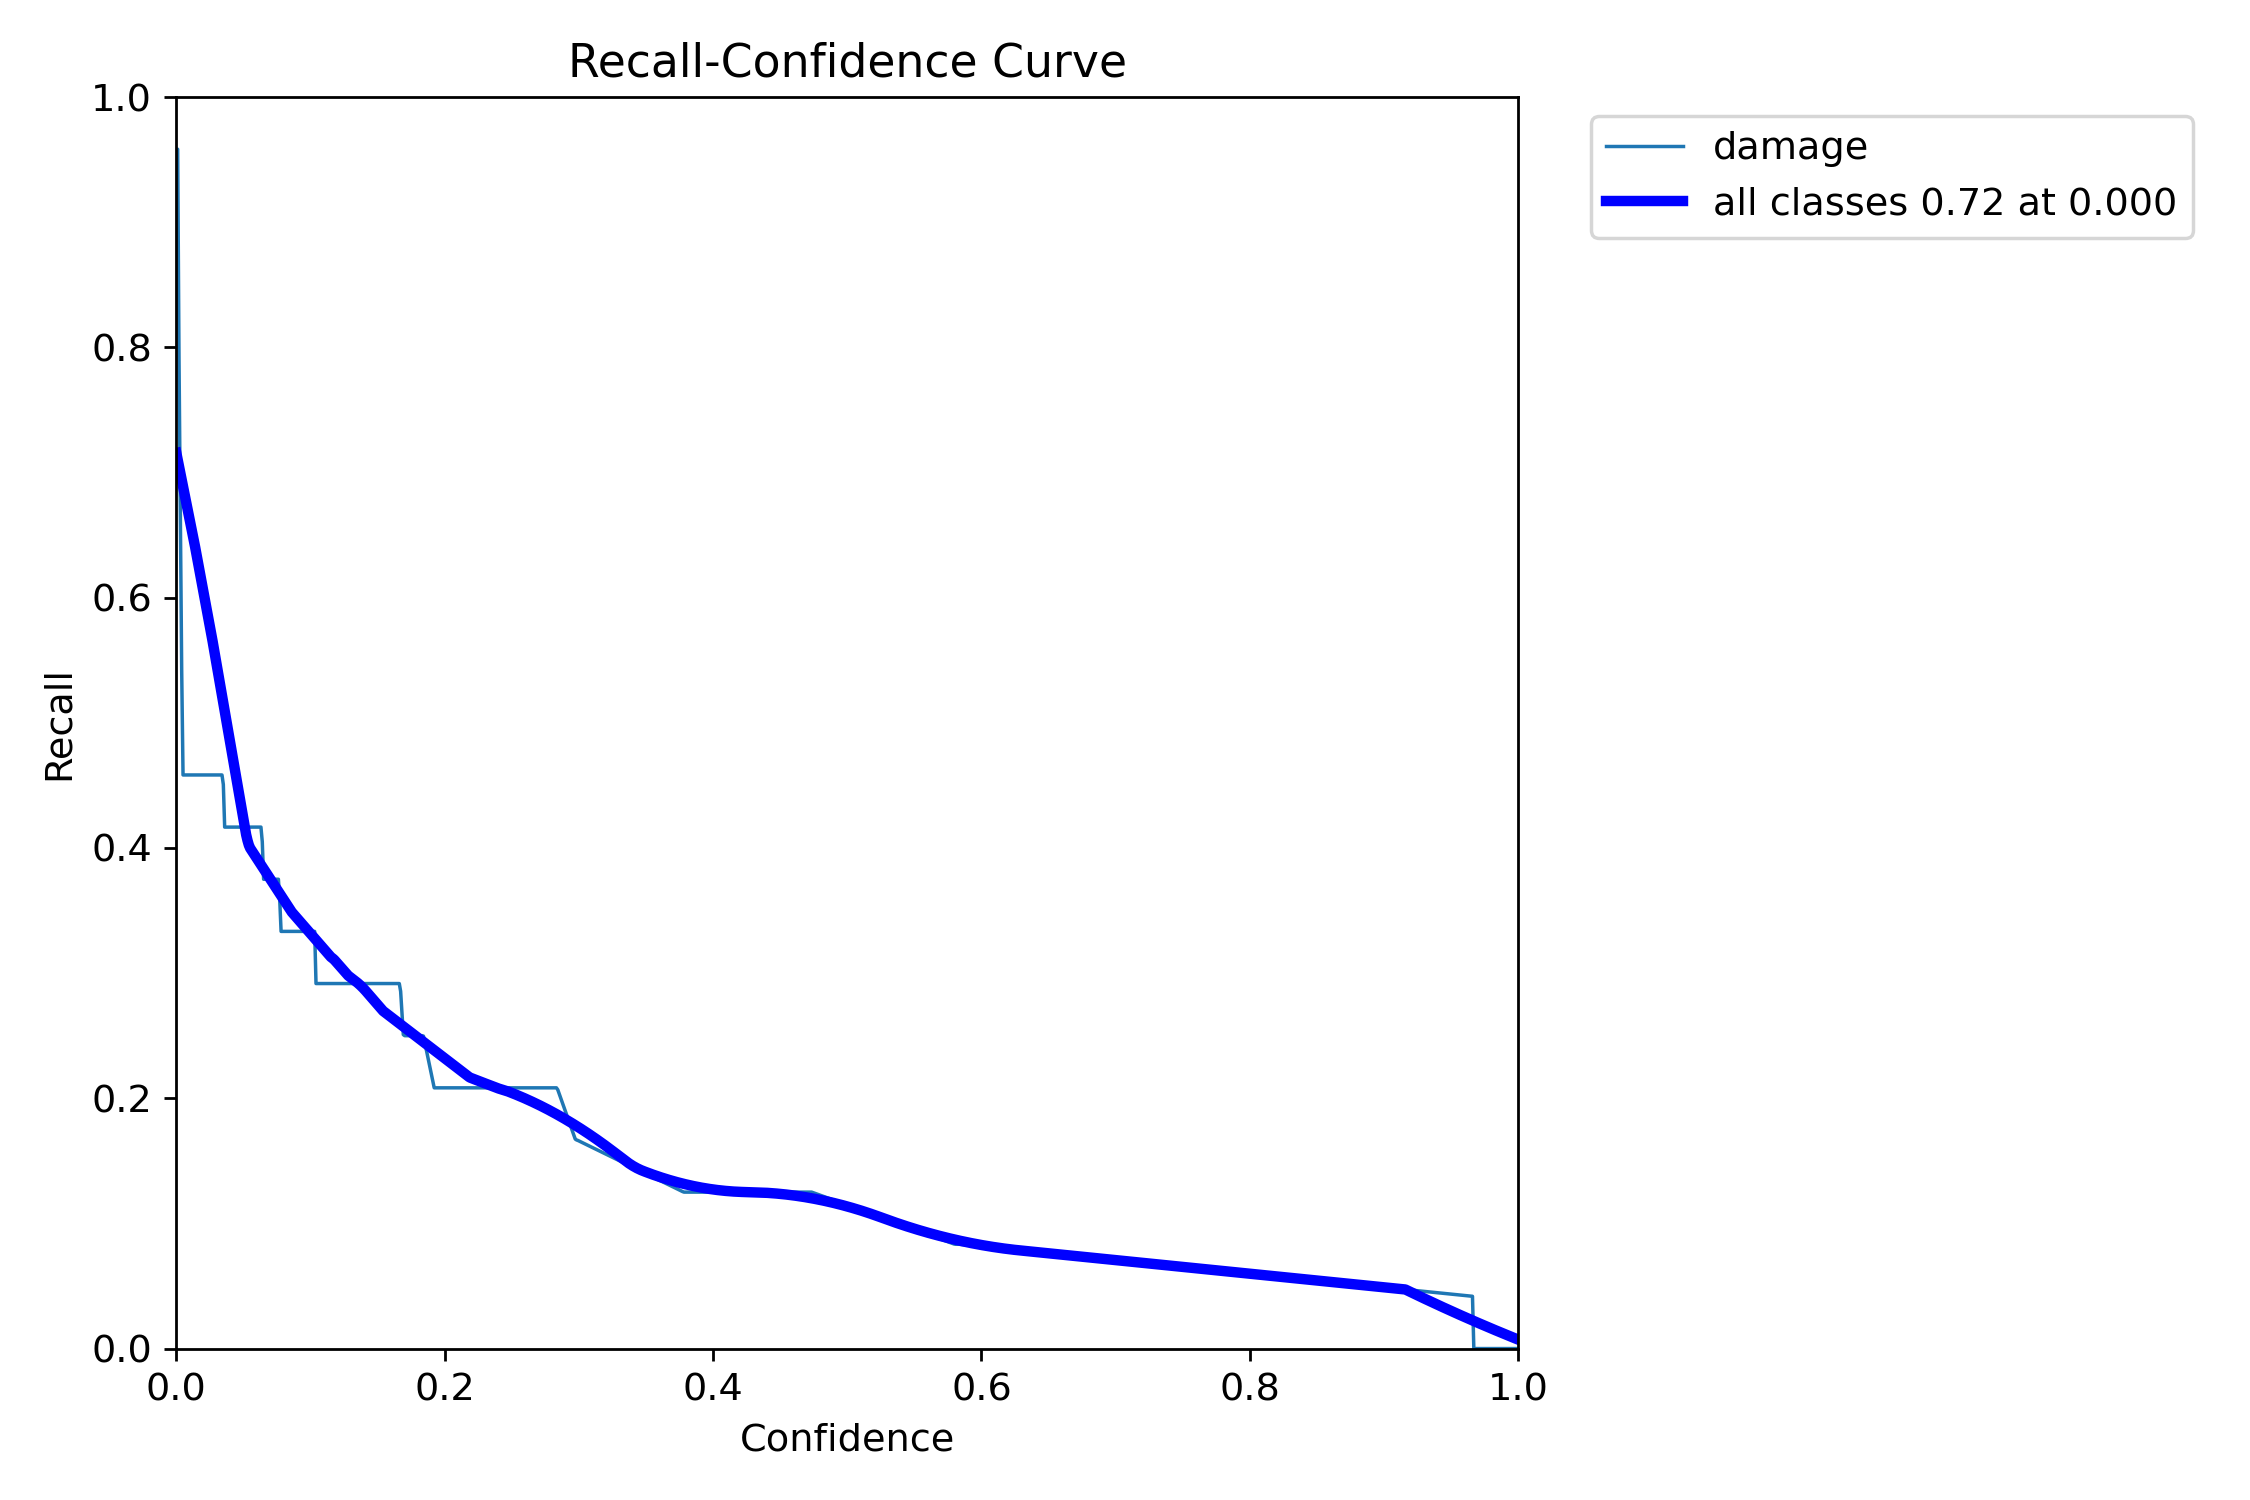 Recall-Confidence Curve
1.0
0.8
0.6
0.4
0.2
0.0
Recall
0.0 0.2 0.4 0.6 0.8 1.0
Confidence
damage
all classes 0.72 at 0.000